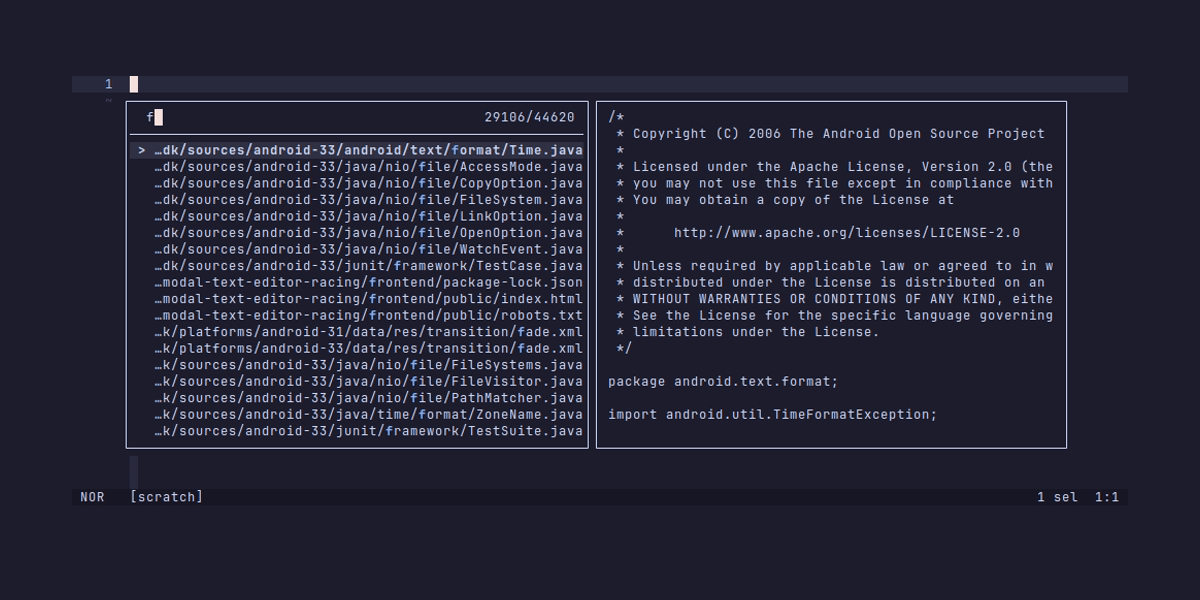 1
~
f 29106/44620
> …dk/sources/android-33/android/text/format/Time.java
…dk/sources/android-33/java/nio/file/AccessMode.java
…dk/sources/android-33/java/nio/file/CopyOption.java
…dk/sources/android-33/java/nio/file/FileSystem.java
…dk/sources/android-33/java/nio/file/LinkOption.java
…dk/sources/android-33/java/nio/file/OpenOption.java
…dk/sources/android-33/java/nio/file/WatchEvent.java
…dk/sources/android-33/junit/framework/TestCase.java
…modal-text-editor-racing/frontend/package-lock.json
…modal-text-editor-racing/frontend/public/index.html
…modal-text-editor-racing/frontend/public/robots.txt
…k/platforms/android-31/data/res/transition/fade.xml
…k/platforms/android-33/data/res/transition/fade.xml
…k/sources/android-33/java/nio/file/FileSystems.java
…k/sources/android-33/java/nio/file/FileVisitor.java
…k/sources/android-33/java/nio/file/PathMatcher.java
…k/sources/android-33/java/time/format/ZoneName.java
…k/sources/android-33/junit/framework/TestSuite.java
/*
 * Copyright (C) 2006 The Android Open Source Project
 *
 * Licensed under the Apache License, Version 2.0 (the
 * you may not use this file except in compliance with
 * You may obtain a copy of the License at
 *
 *      http://www.apache.org/licenses/LICENSE-2.0
 *
 * Unless required by applicable law or agreed to in w
 * distributed under the License is distributed on an
 * WITHOUT WARRANTIES OR CONDITIONS OF ANY KIND, eithe
 * See the License for the specific language governing
 * limitations under the License.
 */
package android.text.format;
import android.util.TimeFormatException;
NOR [scratch] 1 sel 1:1